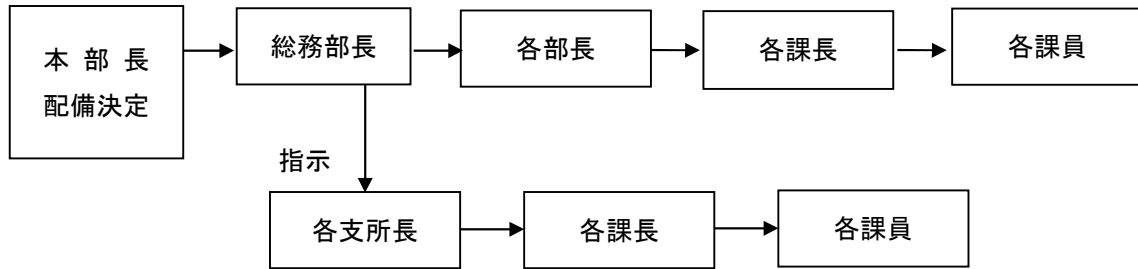 本 部 長
配備決定
総務部長
各部長
各課長
各課員
指示
各支所長
各課長
各課員